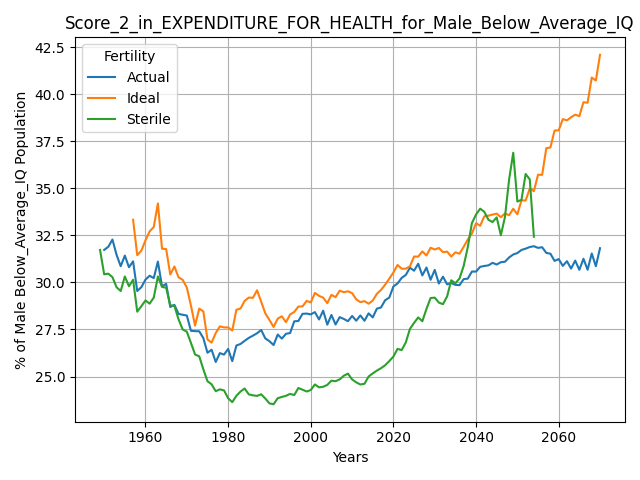 Score_2_in_EXPENDITURE_FOR_HEALTH_for_Male_Below_Average_IQ
Fertility
Actual
Ideal
Sterile
% of Male Below_Average_IQ Population
42.5
40.0
37.5
35.0
32.5
30.0
27.5
25.0
1960
1980
2000
2020
2040
2060
Years